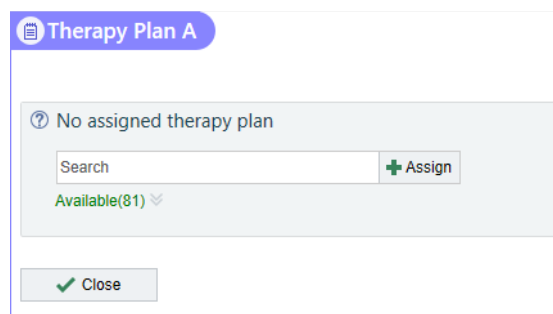 Therapy Plan A
No assigned therapy plan
Search
Assign
Available(81)
Close